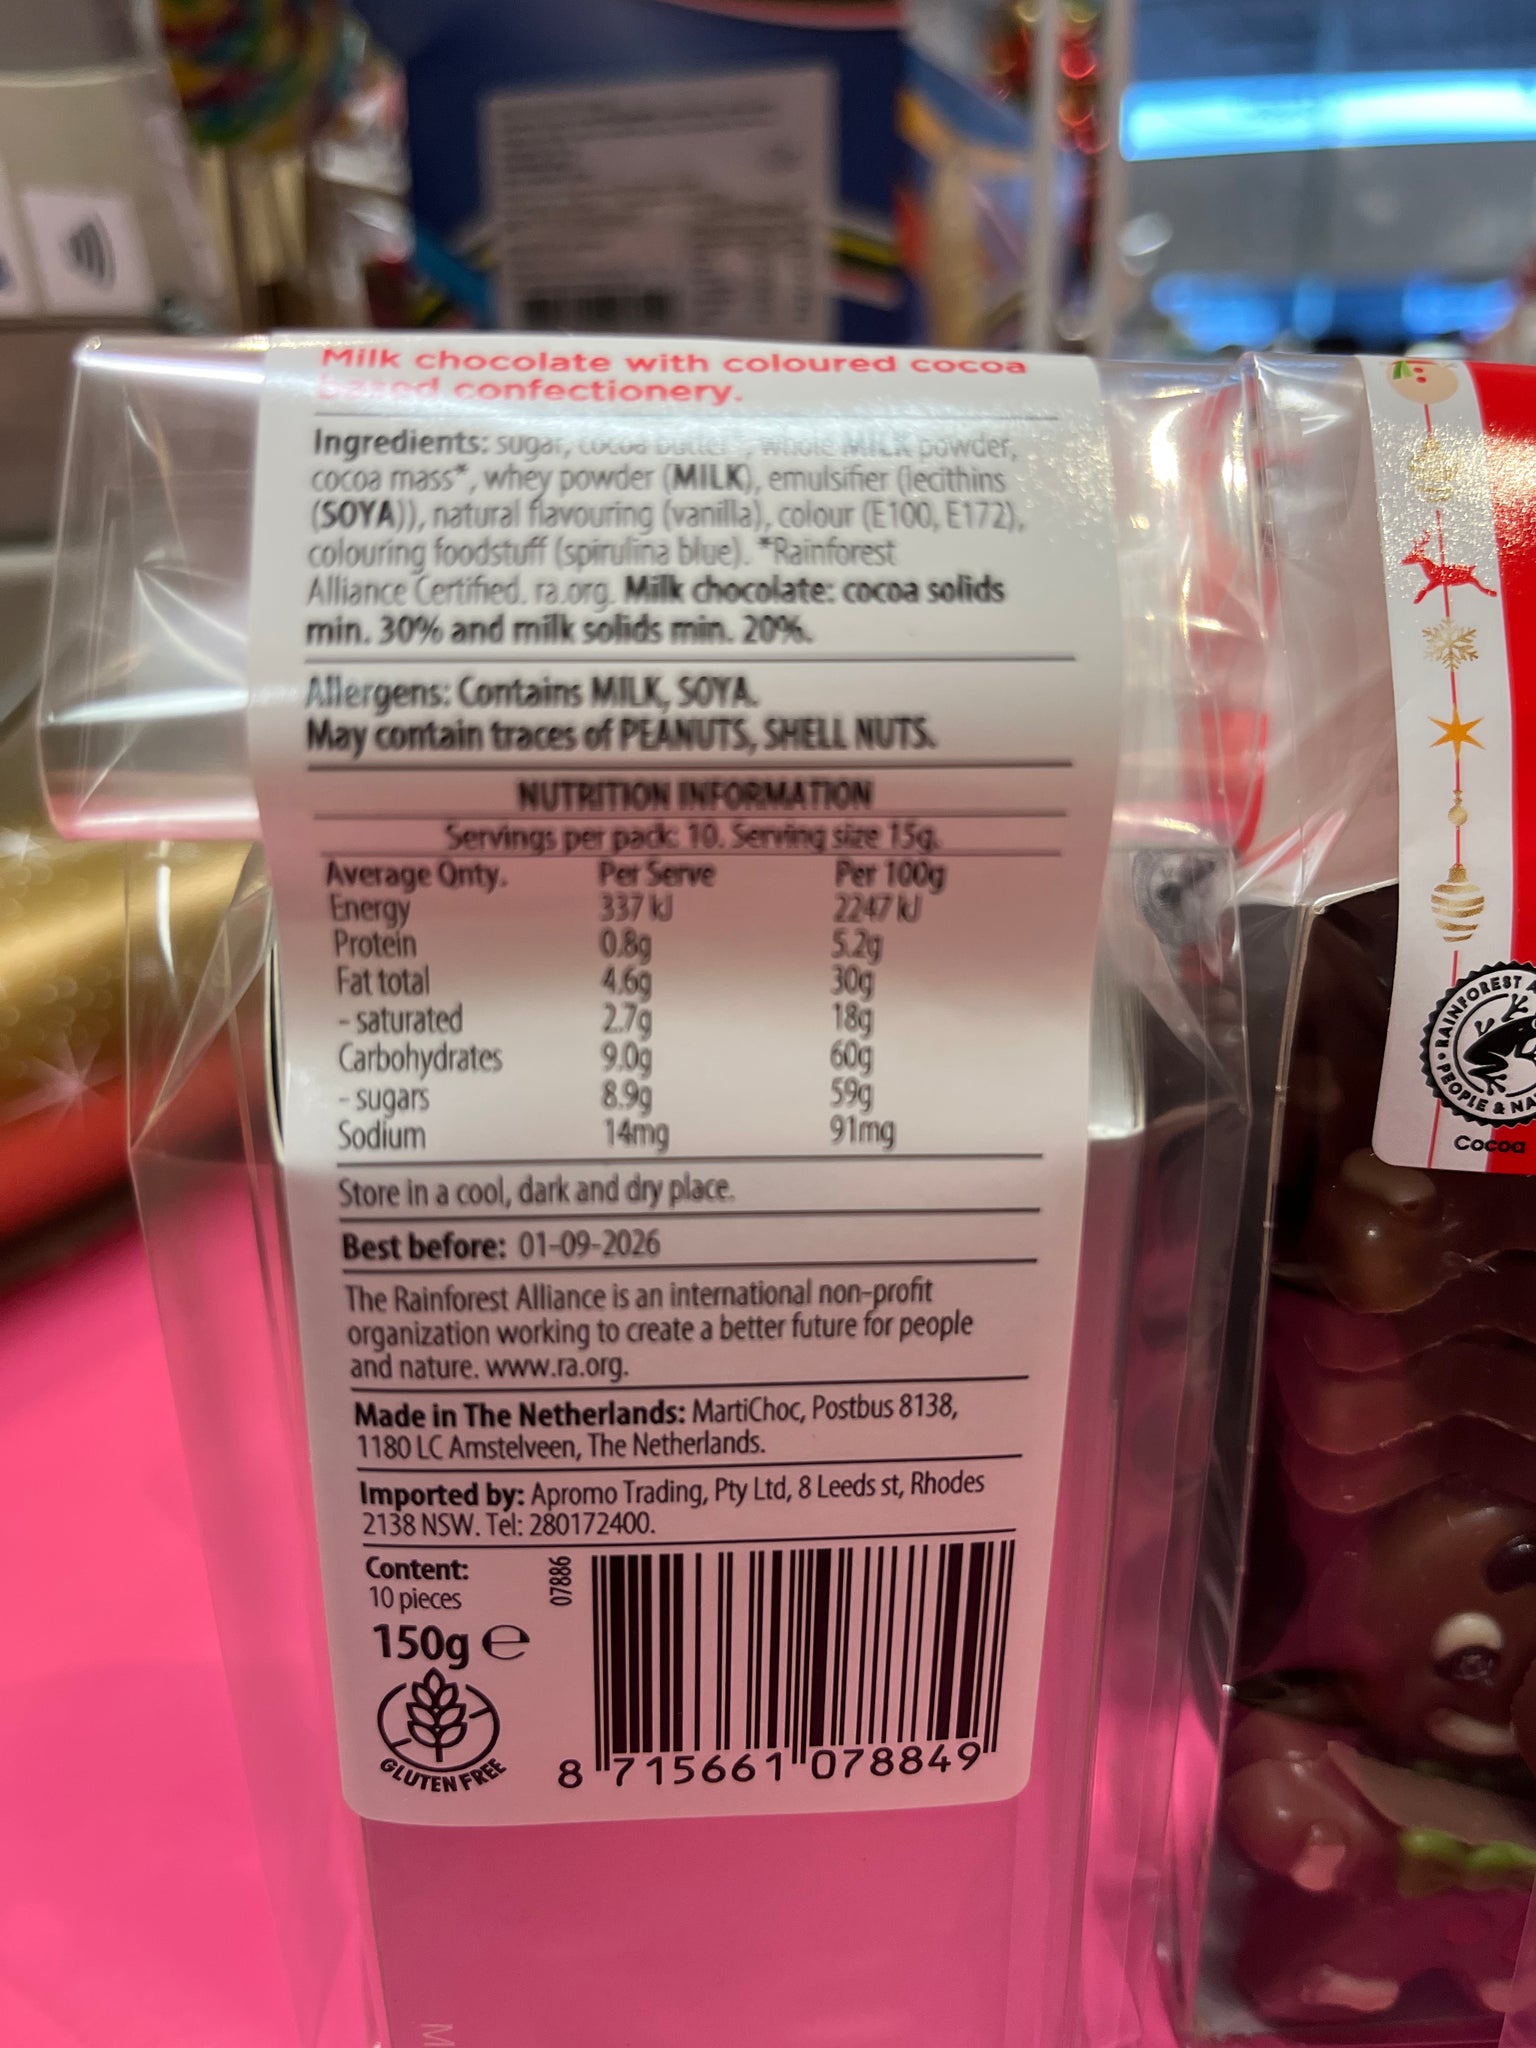 Milk chocolate with coloured cocoa
based confectionery.
Ingredients: sugar, cocoa butter, whole MILK powder,
cocoa mass*, whey powder (MILK), emulsifier (lecithins
(SOYA)), natural flavouring (vanilla), colour (E100, E172),
colouring foodstuff (spirulina blue). *Rainforest
Alliance Certified. ra.org. Milk chocolate: cocoa solids
min. 30% and milk solids min. 20%.
Allergens: Contains MILK, SOYA.
May contain traces of PEANUTS, SHELL NUTS.
NUTRITION INFORMATION
Servings per pack: 10. Serving size 15g.
Average Qnty. Per Serve Per 100g
Energy 337 kJ 2247 kJ
Protein 0.8g 5.2g
Fat total 4.6g 30g
- saturated 2.7g 18g
Carbohydrates 9.0g 60g
- sugars 8.9g 59g
Sodium 14mg 91mg
Store in a cool, dark and dry place.
Best before: 01-09-2026
The Rainforest Alliance is an international non-profit
organization working to create a better future for people
and nature. www.ra.org.
Made in The Netherlands: MartiChoc, Postbus 8138,
1180 LC Amstelveen, The Netherlands.
Imported by: Apromo Trading, Pty Ltd, 8 Leeds st, Rhodes
2138 NSW. Tel: 280172400.
Content:
10 pieces
150g e
07886
GLUTEN FREE
8 715661 078849
RAINFOREST A
PEOPLE & NA
Cocoa